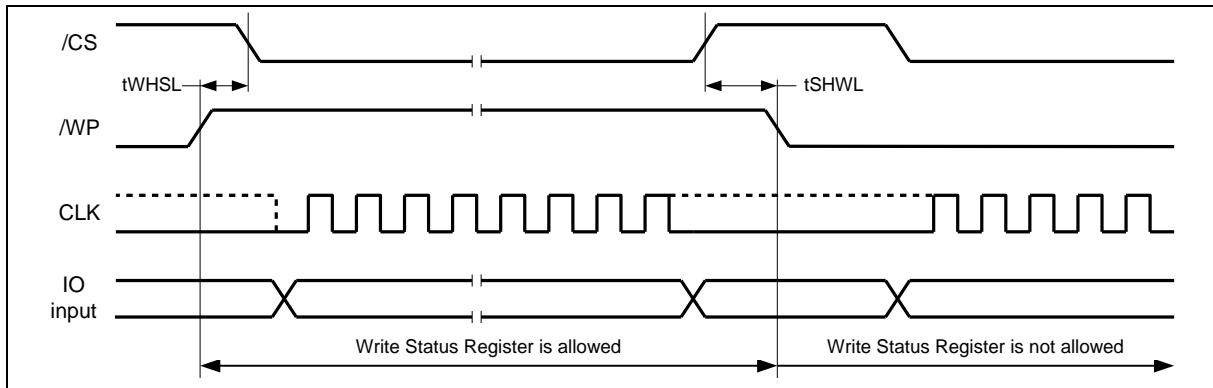 /CS
tWHSL
tSHWL
/WP
CLK
IO
input
Write Status Register is allowed
Write Status Register is not allowed